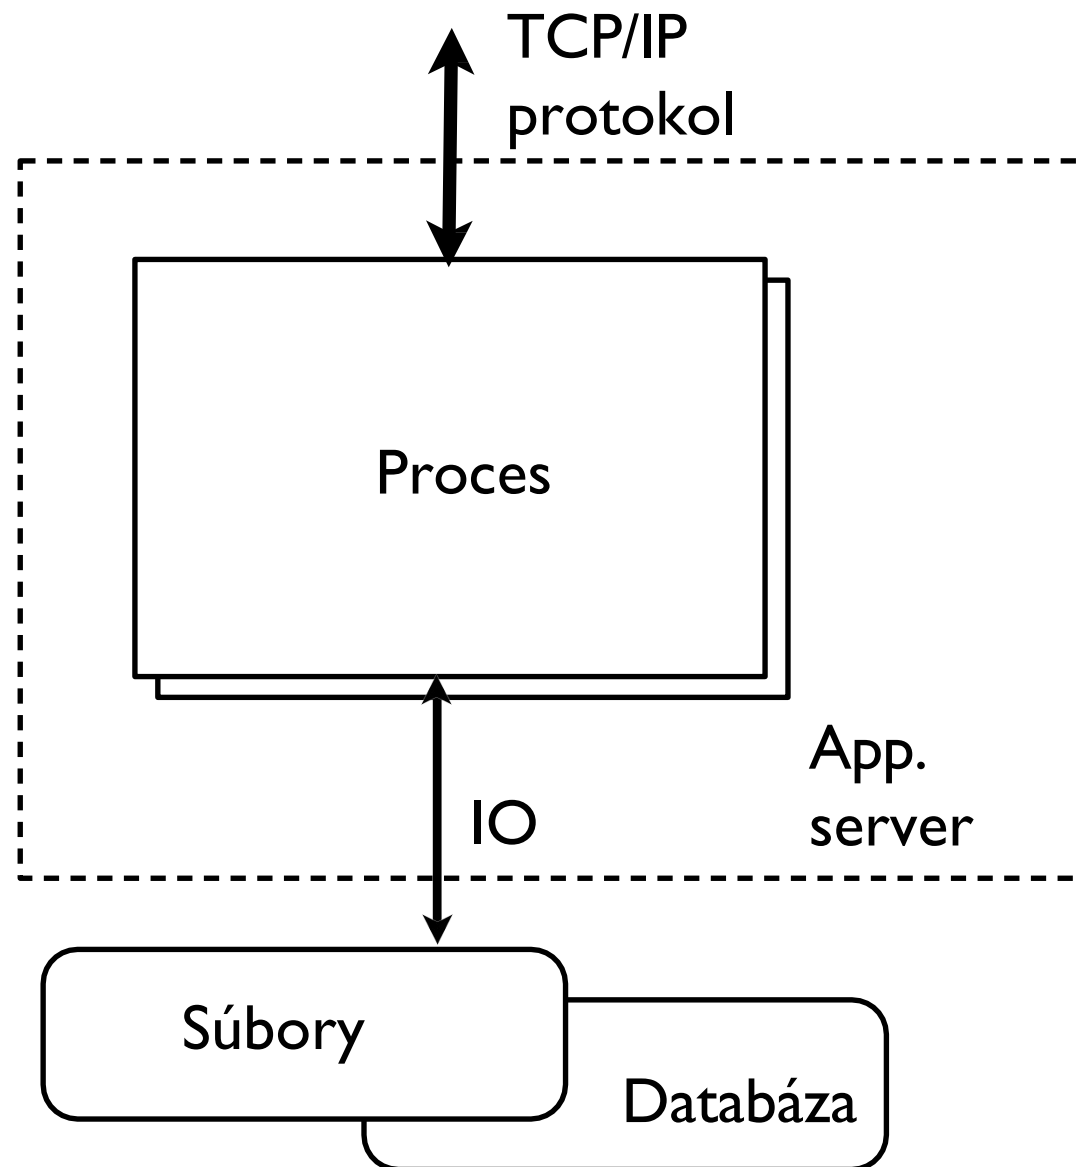 TCP/IP
protokol
Proces
App.
server
IO
Súbory
Databáza